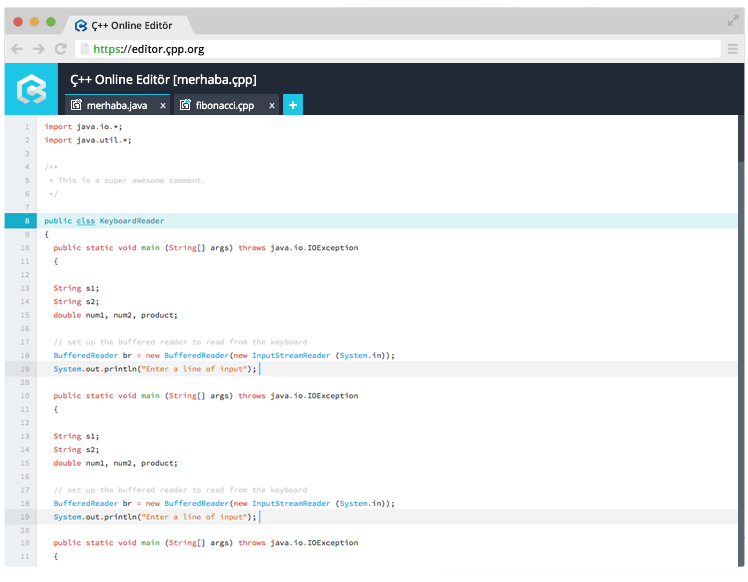 Ç++ Online Editör
https://editor.çpp.org
Ç++ Online Editör [merhaba.çpp]
merhaba.java x fibonacci.çpp x +
1 import java.io.*;
2 import java.util.*;
3
4 /**
5 * This is a super awesome comment.
6 */
7
8 public clss KeyboardReader
9 {
10 public static void main (String[] args) throws java.io.IOException
11 {
12
13 String s1;
14 String s2;
15 double num1, num2, product;
16
17 // set up the buffered reader to read from the keyboard
18 BufferedReader br = new BufferedReader(new InputStreamReader (System.in));
19 System.out.println("Enter a line of input");
20
10 public static void main (String[] args) throws java.io.IOException
11 {
12
13 String s1;
14 String s2;
15 double num1, num2, product;
16
17 // set up the buffered reader to read from the keyboard
18 BufferedReader br = new BufferedReader(new InputStreamReader (System.in));
19 System.out.println("Enter a line of input");
20
10 public static void main (String[] args) throws java.io.IOException
11 {